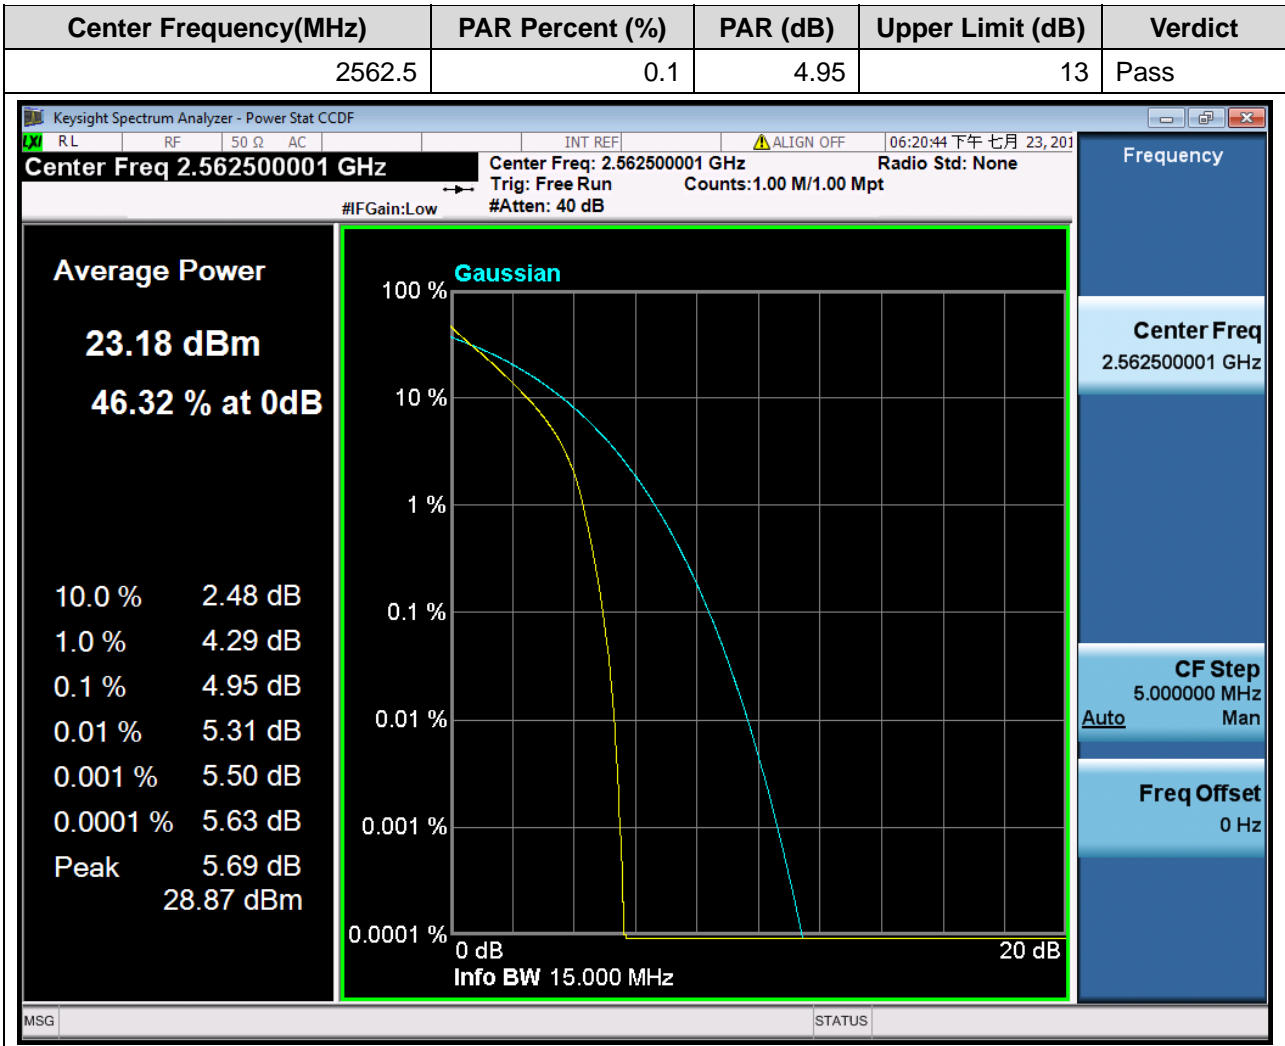 Center Frequency(MHz) PAR Percent (%) PAR (dB) Upper Limit (dB) Verdict
2562.5 0.1 4.95 13 Pass
Keysight Spectrum Analyzer - Power Stat CCDF
LXI RL RF 50 Ω AC INT REF ALIGN OFF 06:20:44 下午 七月 23, 201
Center Freq 2.562500001 GHz
Center Freq: 2.562500001 GHz Radio Std: None
Trig: Free Run Counts:1.00 M/1.00 Mpt
#IFGain:Low #Atten: 40 dB
Frequency
Average Power
23.18 dBm
46.32 % at 0dB
10.0 % 2.48 dB
1.0 % 4.29 dB
0.1 % 4.95 dB
0.01 % 5.31 dB
0.001 % 5.50 dB
0.0001 % 5.63 dB
Peak 5.69 dB
28.87 dBm
Gaussian
100 %
10 %
1 %
0.1 %
0.01 %
0.001 %
0.0001 %
0 dB 20 dB
Info BW 15.000 MHz
Center Freq
2.562500001 GHz
CF Step
5.000000 MHz
Auto Man
Freq Offset
0 Hz
MSG STATUS